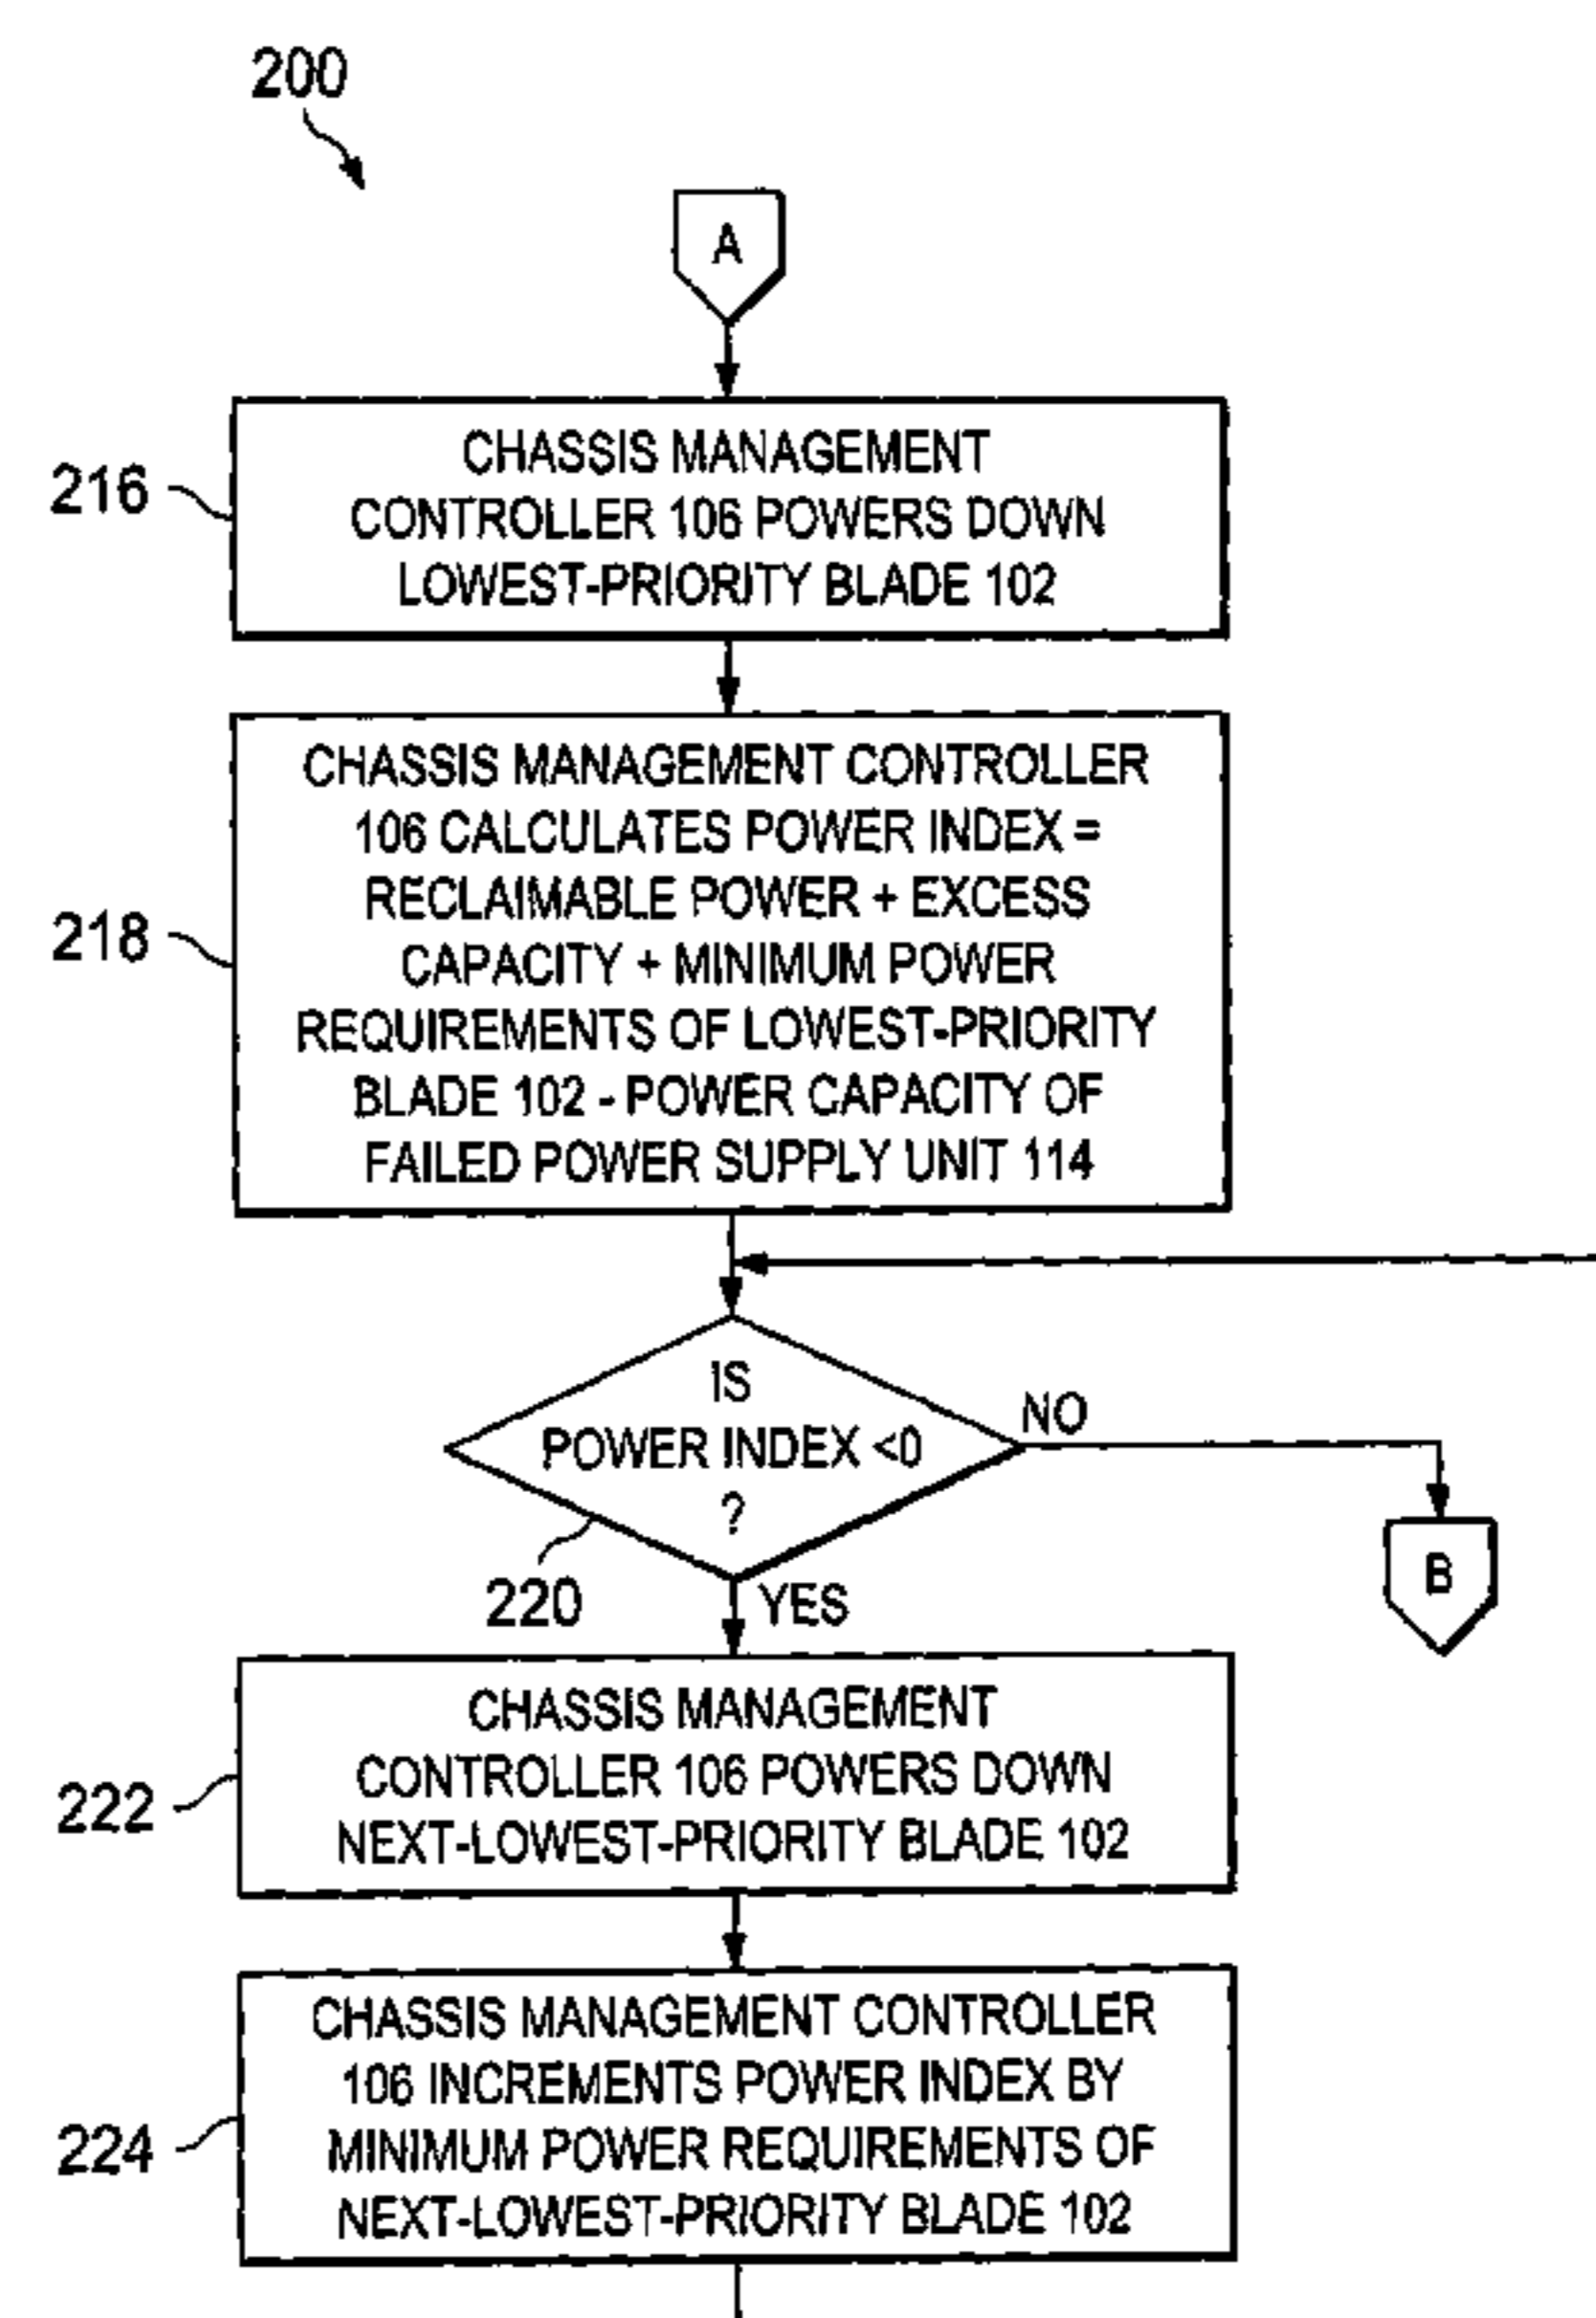 200
A
216
CHASSIS MANAGEMENT
CONTROLLER 106 POWERS DOWN
LOWEST-PRIORITY BLADE 102
218
CHASSIS MANAGEMENT CONTROLLER
106 CALCULATES POWER INDEX =
RECLAIMABLE POWER + EXCESS
CAPACITY + MINIMUM POWER
REQUIREMENTS OF LOWEST-PRIORITY
BLADE 102 - POWER CAPACITY OF
FAILED POWER SUPPLY UNIT 114
IS
POWER INDEX <0
?
NO
220
YES
B
222
CHASSIS MANAGEMENT
CONTROLLER 106 POWERS DOWN
NEXT-LOWEST-PRIORITY BLADE 102
224
CHASSIS MANAGEMENT CONTROLLER
106 INCREMENTS POWER INDEX BY
MINIMUM POWER REQUIREMENTS OF
NEXT-LOWEST-PRIORITY BLADE 102